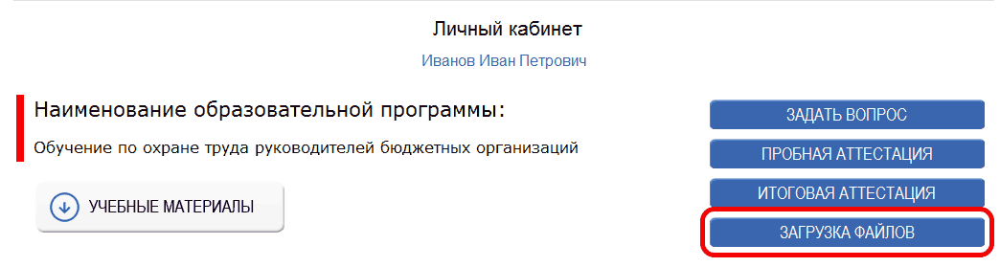 Личный кабинет
Иванов Иван Петрович
Наименование образовательной программы:
Обучение по охране труда руководителей бюджетных организаций
УЧЕБНЫЕ МАТЕРИАЛЫ
ЗАДАТЬ ВОПРОС
ПРОБНАЯ АТТЕСТАЦИЯ
ИТОГОВАЯ АТТЕСТАЦИЯ
ЗАГРУЗКА ФАЙЛОВ